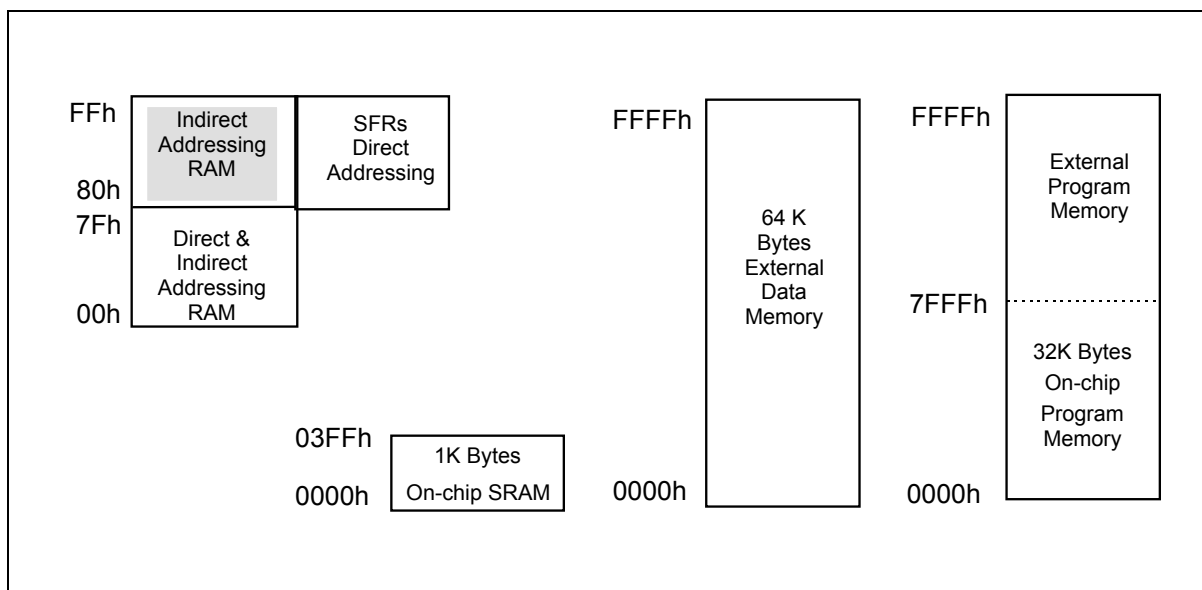 FFh
80h
7Fh
00h
Indirect
Addressing
RAM
SFRs
Direct
Addressing
Direct &
Indirect
Addressing
RAM
03FFh
0000h
1K Bytes
On-chip SRAM
FFFFh
0000h
64 K
Bytes
External
Data
Memory
FFFFh
7FFFh
0000h
External
Program
Memory
32K Bytes
On-chip
Program
Memory